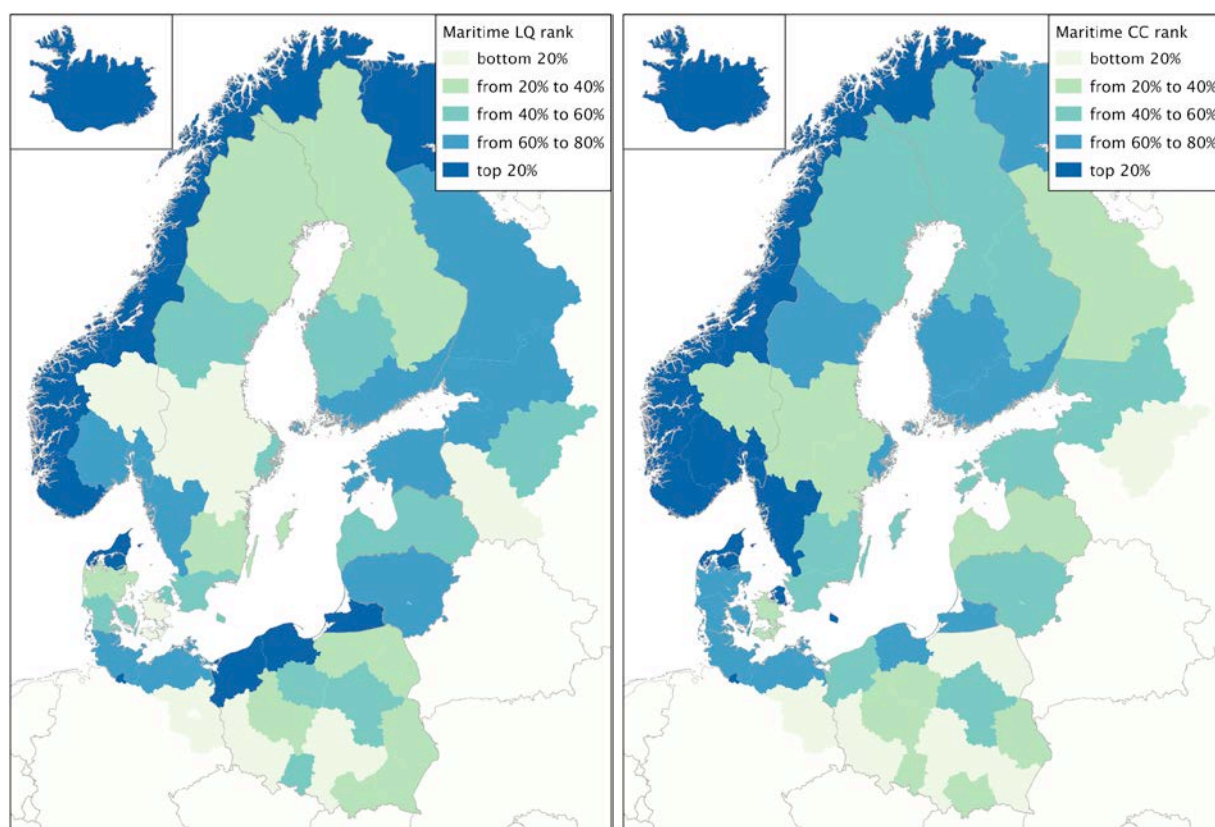 Maritime LQ rank
bottom 20%
from 20% to 40%
from 40% to 60%
from 60% to 80%
top 20%
Maritime CC rank
bottom 20%
from 20% to 40%
from 40% to 60%
from 60% to 80%
top 20%